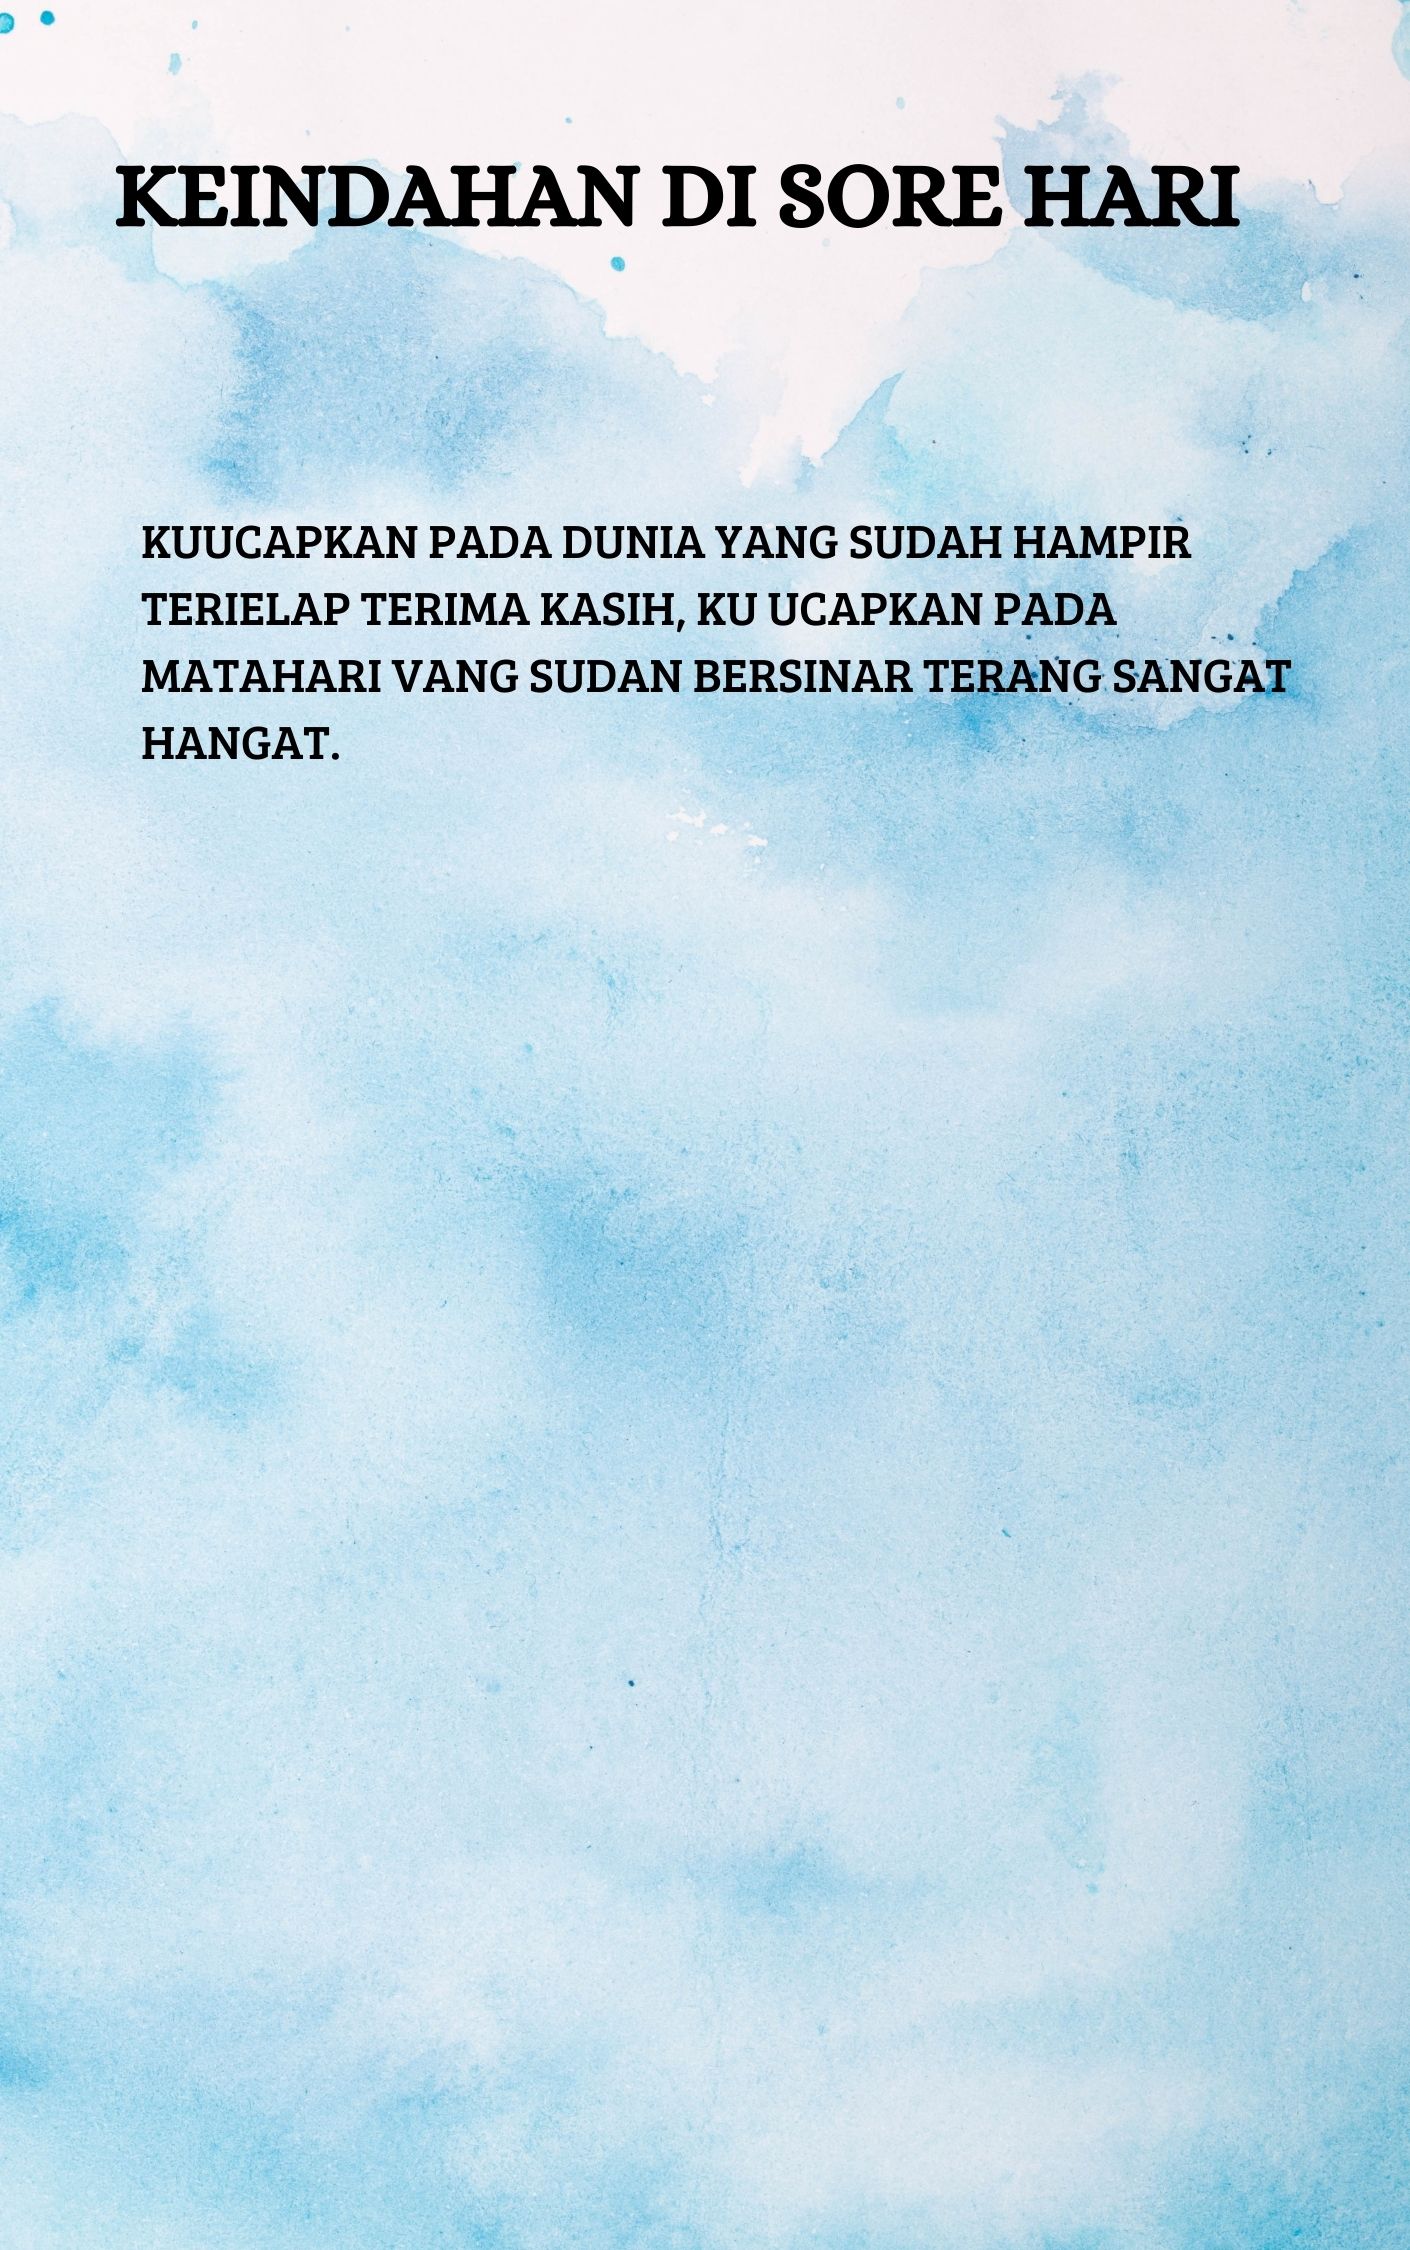 KEINDAHAN DI SORE HARI
KUUCAPKAN PADA DUNIA YANG SUDAH HAMPIR
TERIELAP TERIMA KASIH, KU UCAPKAN PADA
MATAHARI VANG SUDAN BERSINAR TERANG SANGAT
HANGAT.